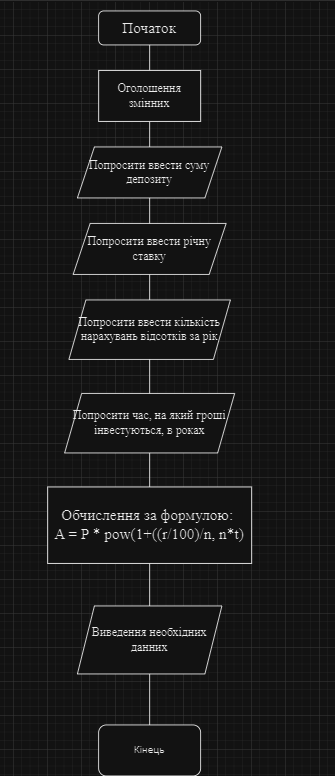 Початок
Оголошення
змінних
Попросити ввести суму
депозиту
Попросити ввести річну
ставку
Попросити ввести кількість
нарахувань відсотків за рік
Попросити час, на який гроші
інвестуються, в роках
Обчислення за формулою:
A = P * pow(1+((r/100)/n, n*t)
Виведення необхідних
данних
Кінець